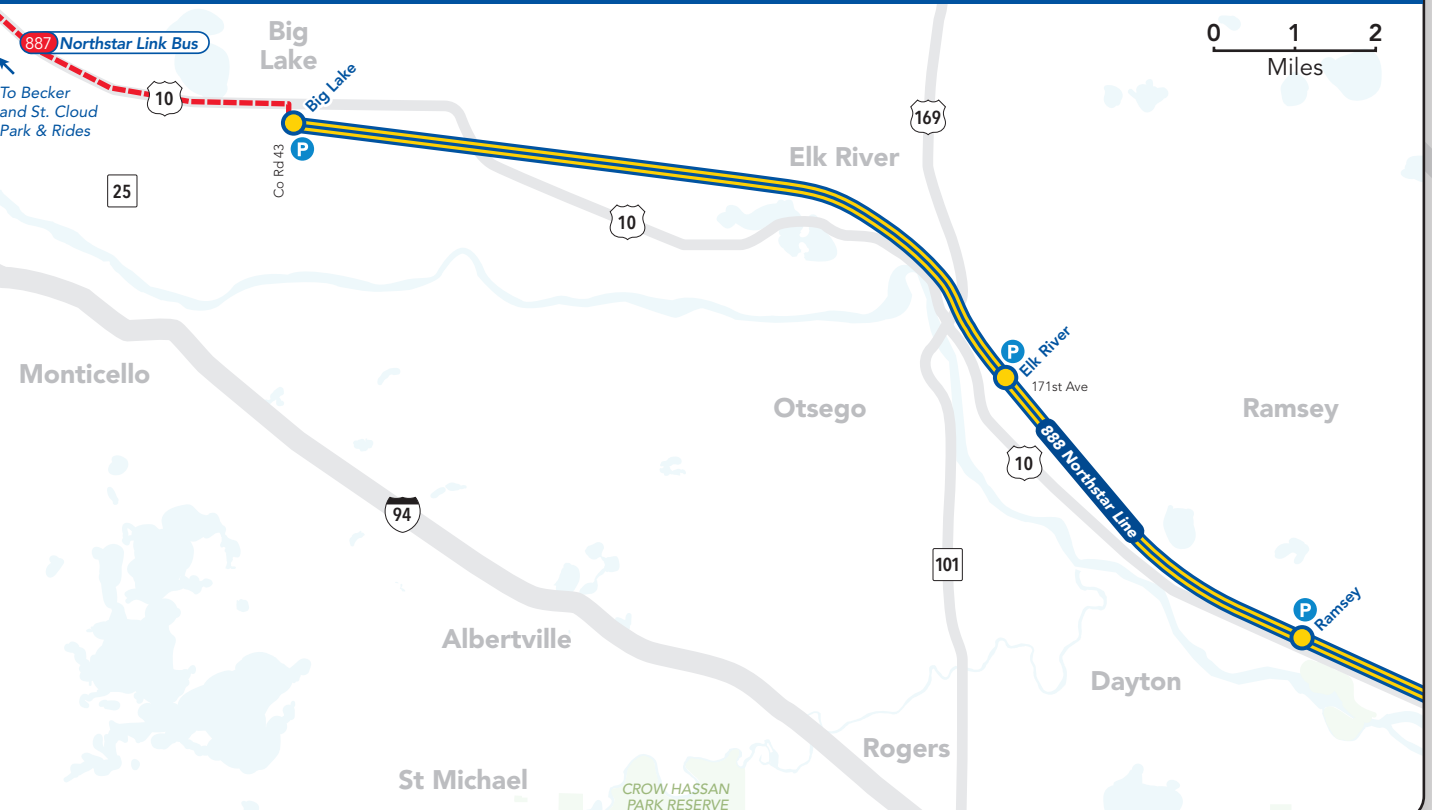 887 Northstar Link Bus
To Becker
and St. Cloud
Park & Rides
10
Big
Lake
Big Lake
P
Co Rd 43
25
0 1 2
Miles
169
Elk River
10
Monticello
Otsego
P
Elk River
171st Ave
Ramsey
10
888 Northstar Line
94
101
P
Ramsey
Albertville
Dayton
Rogers
St Michael
CROW HASSAN
PARK RESERVE